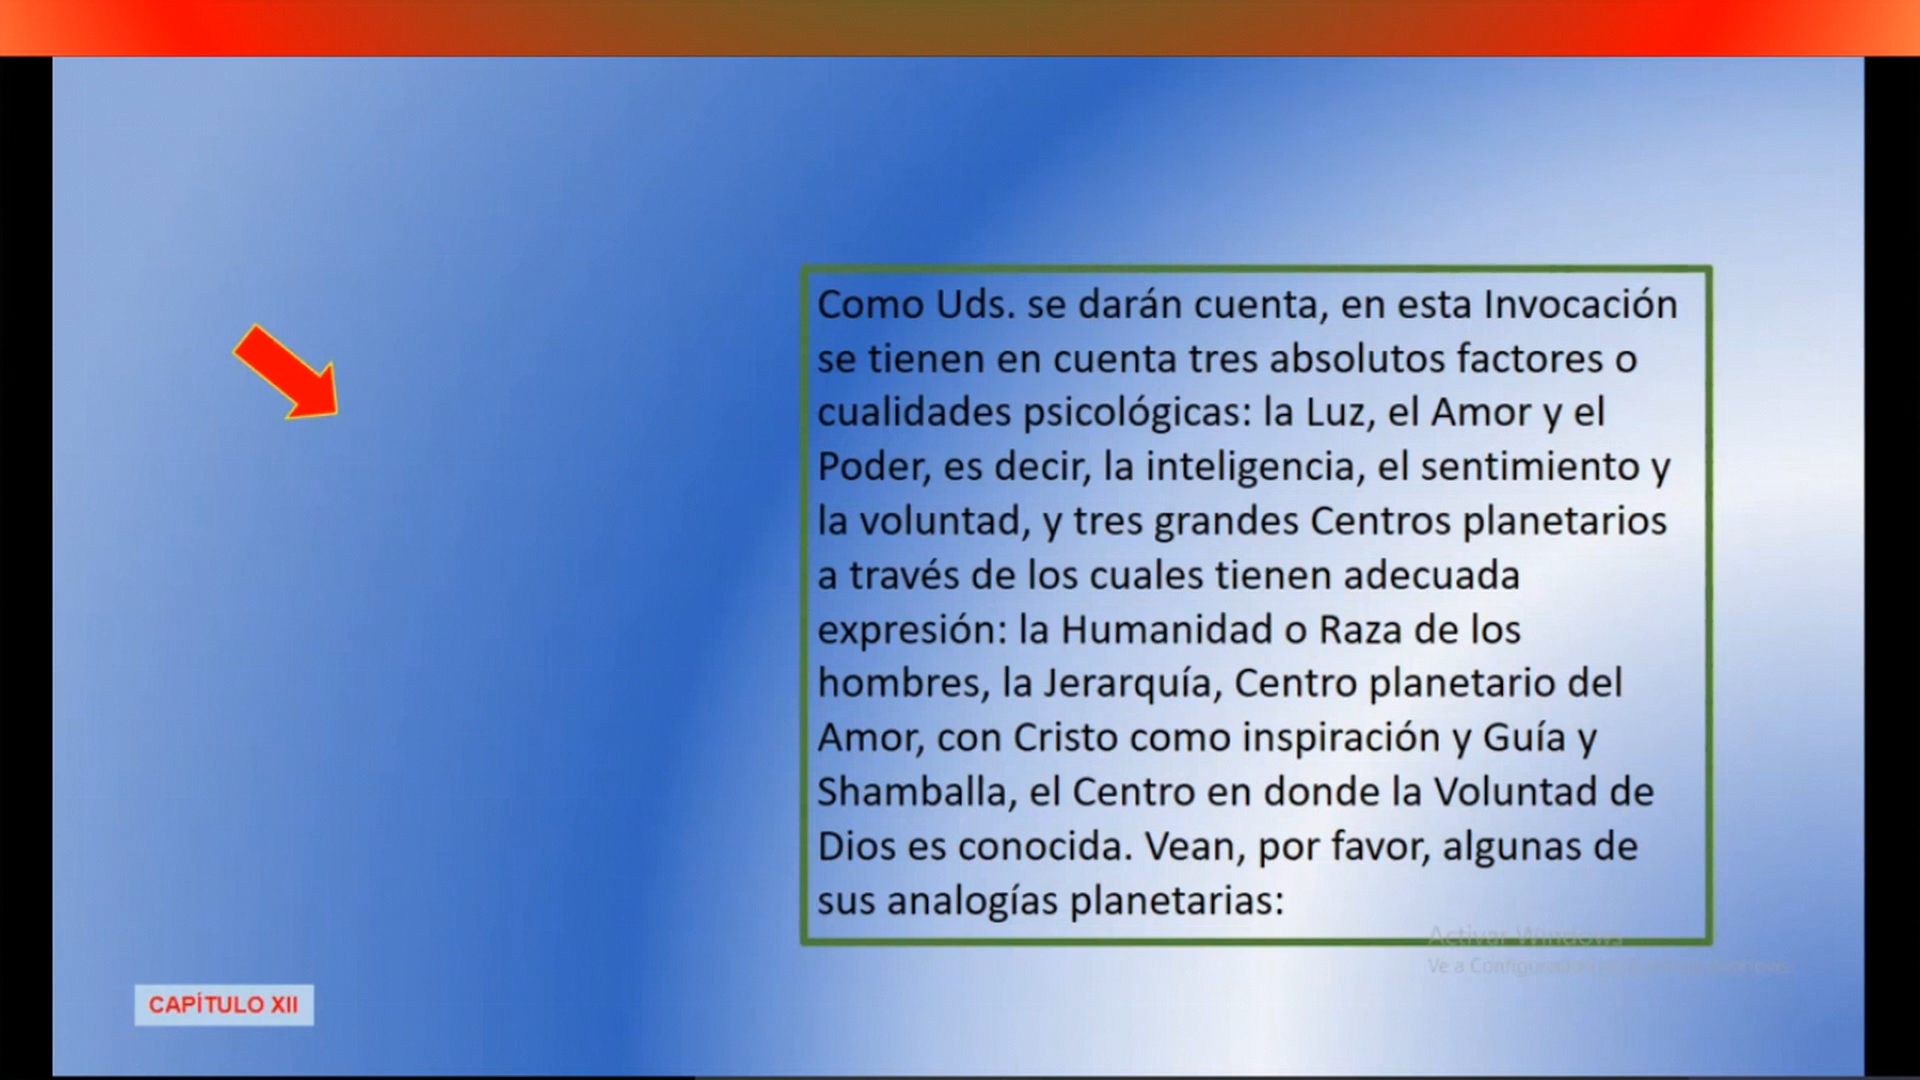 Como Uds. se darán cuenta, en esta Invocación
se tienen en cuenta tres absolutos factores o
cualidades psicológicas: la Luz, el Amor y el
Poder, es decir, la inteligencia, el sentimiento y
la voluntad, y tres grandes Centros planetarios
a través de los cuales tienen adecuada
expresión: la Humanidad o Raza de los
hombres, la Jerarquía, Centro planetario del
Amor, con Cristo como inspiración y Guía y
Shamballa, el Centro en donde la Voluntad de
Dios es conocida. Vean, por favor, algunas de
sus analogías planetarias:
Activar Windows
Ve a
CAPÍTULO XII